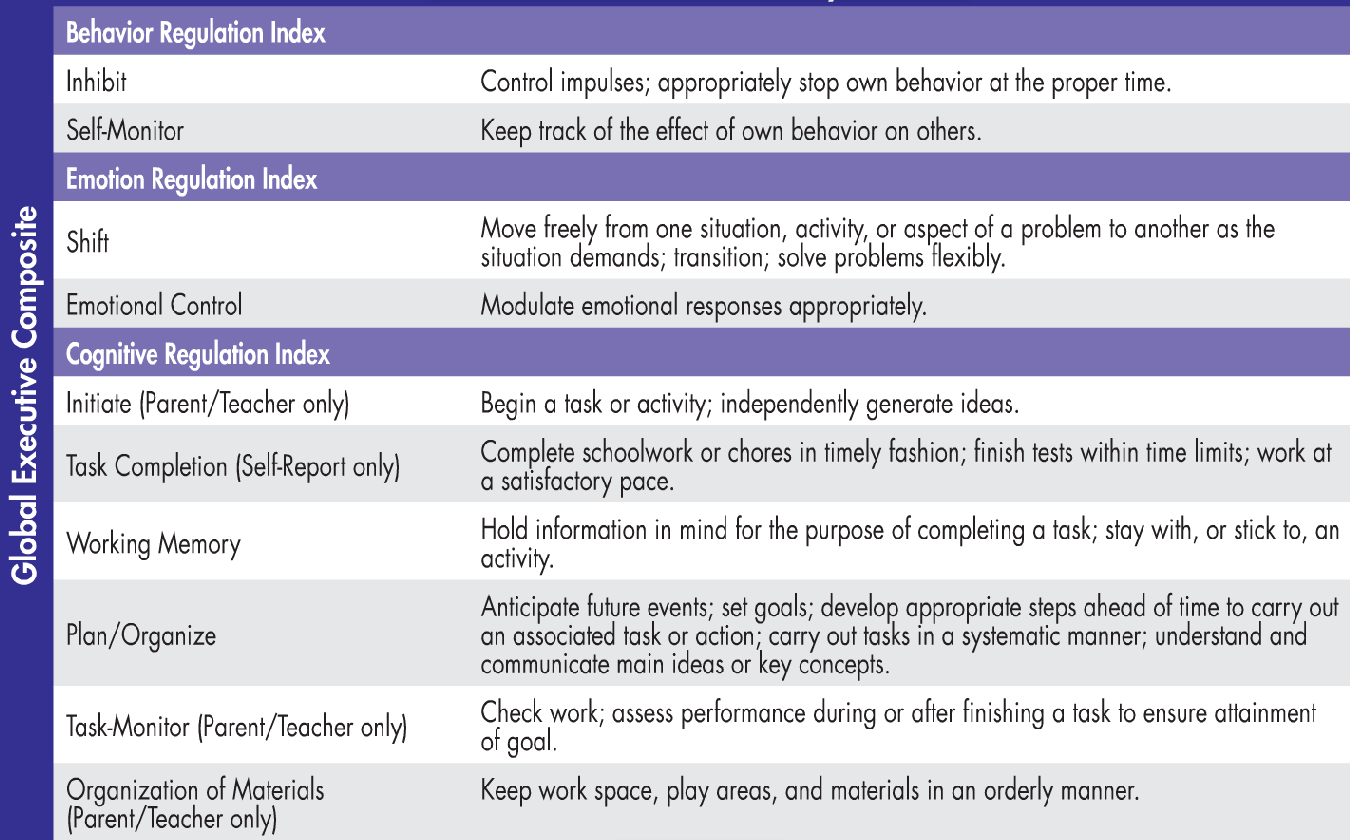 Global Executive Composite
Behavior Regulation Index
Inhibit
Control impulses; appropriately stop own behavior at the proper time.
Self-Monitor
Keep track of the effect of own behavior on others.
Emotion Regulation Index
Shift
Move freely from one situation, activity, or aspect of a problem to another as the
situation demands; transition; solve problems flexibly.
Emotional Control
Modulate emotional responses appropriately.
Cognitive Regulation Index
Initiate (Parent/Teacher only)
Begin a task or activity; independently generate ideas.
Task Completion (Self-Report only)
Complete schoolwork or chores in timely fashion; finish tests within time limits; work at
a satisfactory pace.
Working Memory
Hold information in mind for the purpose of completing a task; stay with, or stick to, an
activity.
Plan/Organize
Anticipate future events; set goals; develop appropriate steps ahead of time to carry out
an associated task or action; carry out tasks in a systematic manner; understand and
communicate main ideas or key concepts.
Task-Monitor (Parent/Teacher only)
Check work; assess performance during or after finishing a task to ensure attainment
of goal.
Organization of Materials
(Parent/Teacher only)
Keep work space, play areas, and materials in an orderly manner.